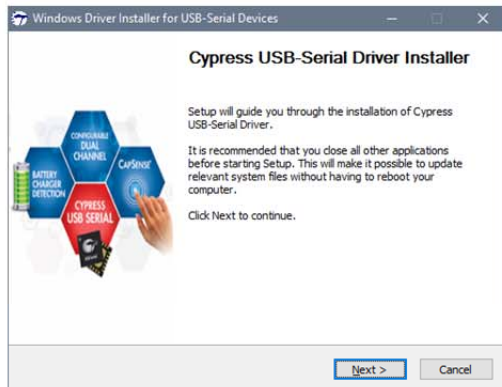 Windows Driver Installer for USB-Serial Devices
Cypress USB-Serial Driver Installer
Setup will guide you through the installation of Cypress
USB-Serial Driver.
It is recommended that you close all other applications
before starting Setup. This will make it possible to update
relevant system files without having to reboot your
computer.
Click Next to continue.
CONFIGURABLE
DUAL
CHANNEL
CAPSENSE
BATTERY
CHARGER
DETECTION
CYPRESS
USB SERIAL
Next >
Cancel